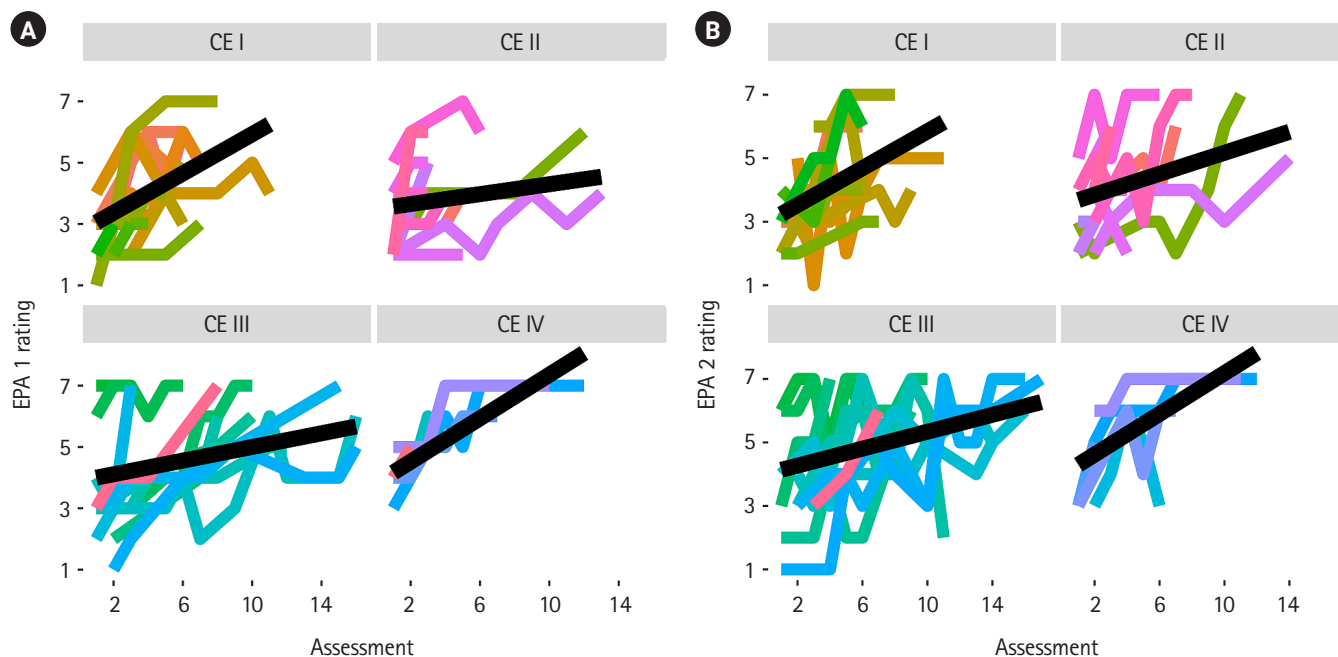 A
CE I
CE II
7
5
3
1
CE III
CE IV
7
5
3
1
2 6 10 14
2 6 10 14
EPA 1 rating
Assessment
B
CE I
CE II
7
5
3
1
CE III
CE IV
7
5
3
1
2 6 10 14
2 6 10 14
EPA 2 rating
Assessment